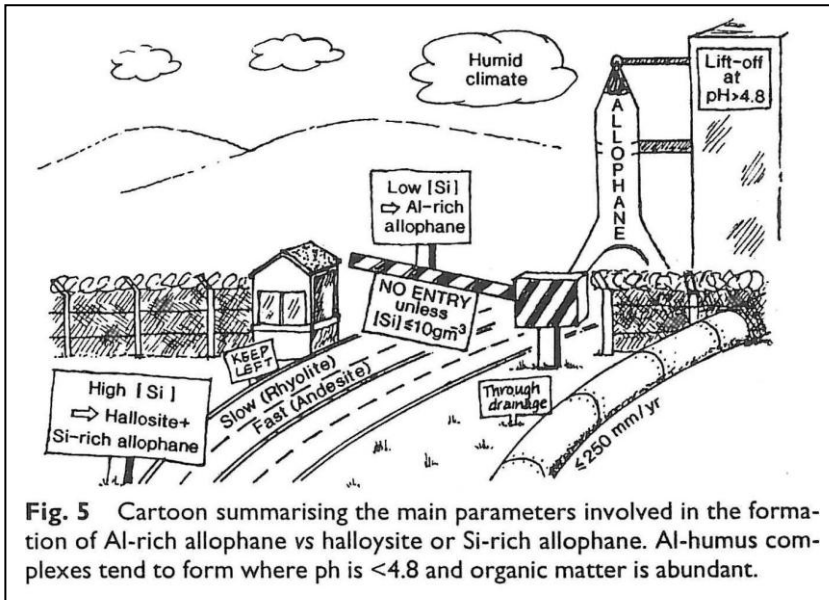 Humid
climate
Lift-off
at
pH>4.8
ALLOPHANE
Low [Si]
⇨ Al-rich
allophane
NO ENTRY
unless
[Si]≤10gm⁻³
KEEP
LEFT
Slow (Rhyolite)
Fast (Andesite)
High [Si]
⇨ Hallosite+
Si-rich allophane
Through
drainage
≤250 mm/yr
Fig. 5 Cartoon summarising the main parameters involved in the forma-
tion of Al-rich allophane vs halloysite or Si-rich allophane. Al-humus com-
plexes tend to form where ph is <4.8 and organic matter is abundant.